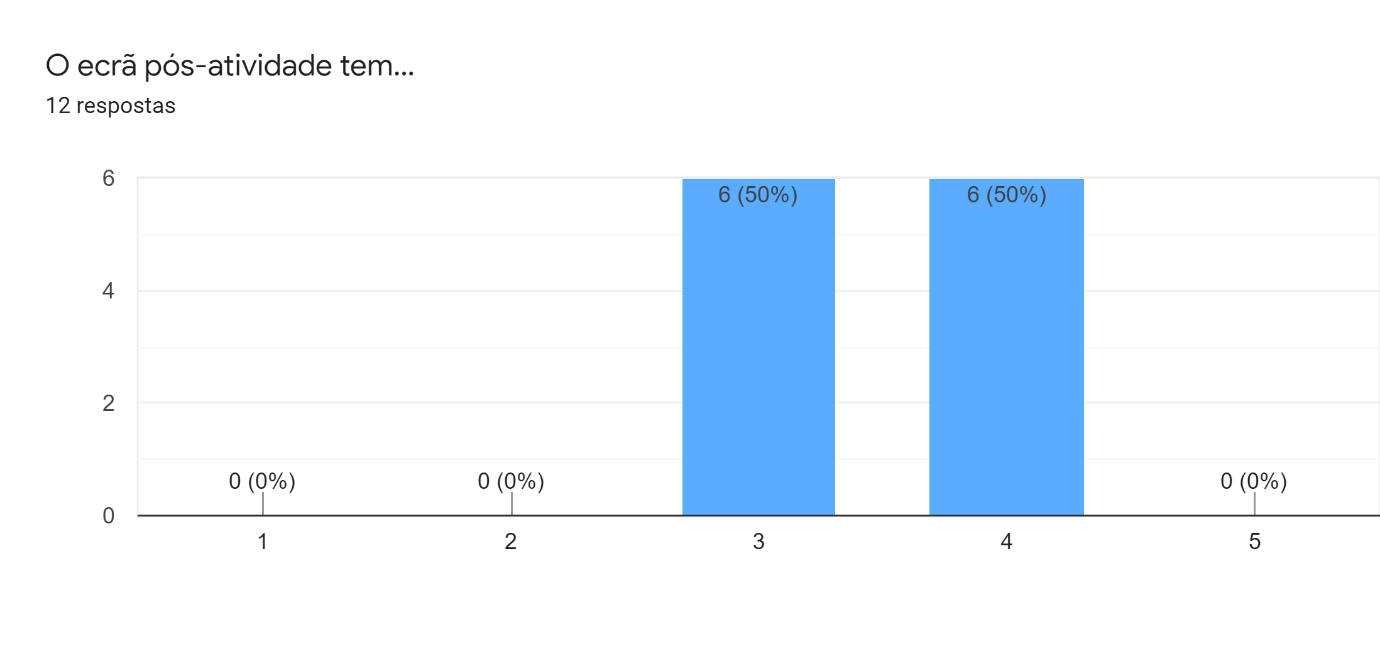 O ecrã pós-atividade tem...
12 respostas
6
6 (50%) 6 (50%)
4
2
0 (0%) 0 (0%) 0 (0%)
0
1 2 3 4 5